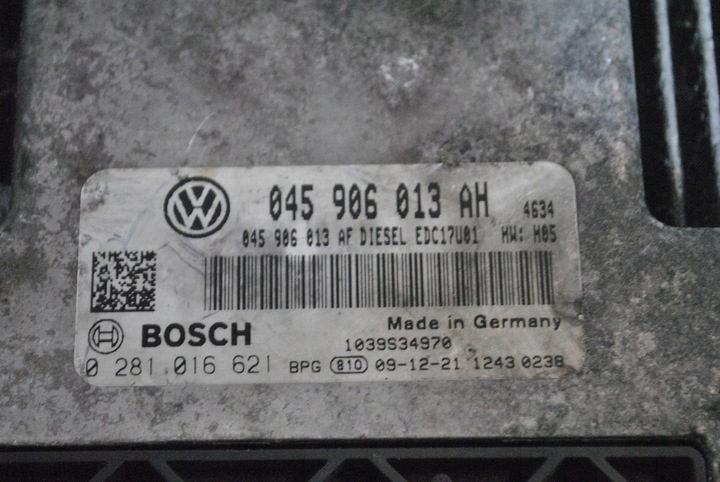 045 906 013 AH 4634
045 906 013 AF DIESEL EDC17U01 HW: H05
BOSCH
Made in Germany
1039S34970
0 281 016 621 BPG 810 09-12-21 1243 0238